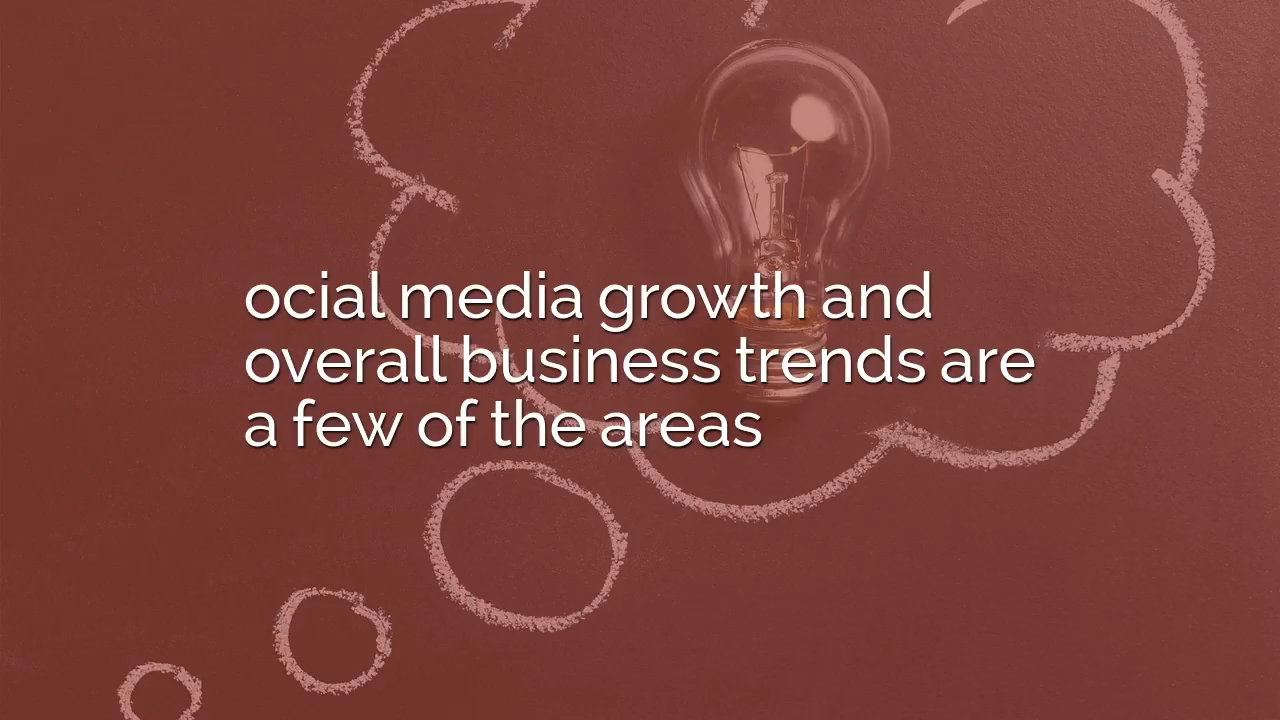 ocial media growth and
overall business trends are
a few of the areas